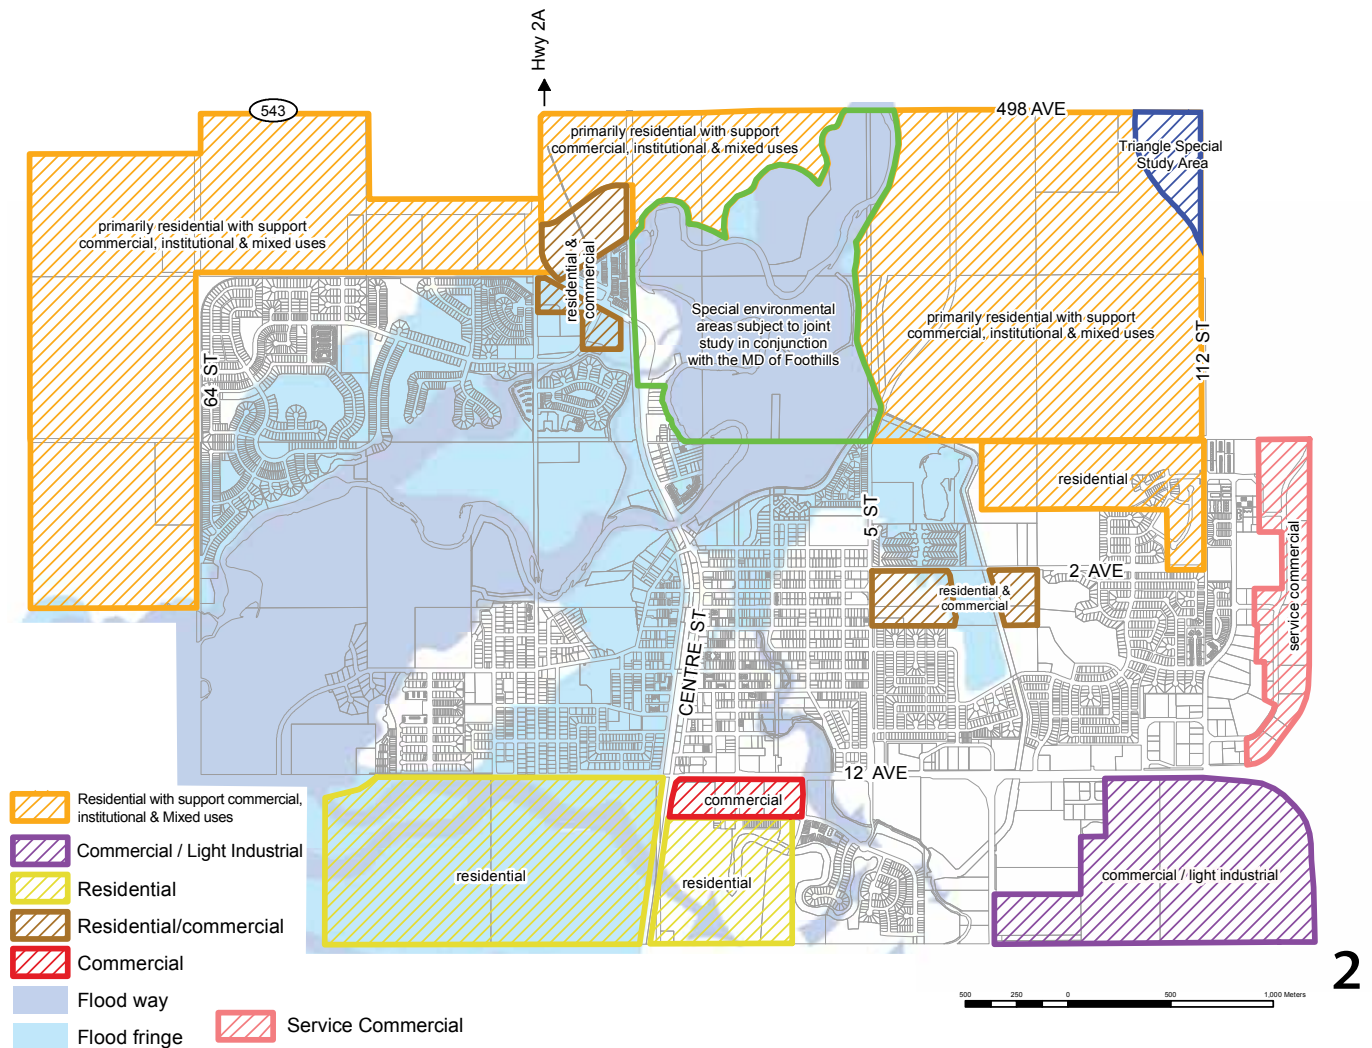 Hwy 2A
543
498 AVE
primarily residential with support
commercial, institutional & mixed uses
Triangle Special
Study Area
primarily residential with support
commercial, institutional & mixed uses
residential &
commercial
Special environmental
areas subject to joint
study in conjunction
with the MD of Foothills
primarily residential with support
commercial, institutional & mixed uses
64 ST
112 ST
residential
5 ST
2 AVE
residential &
commercial
service commercial
CENTRE ST
12 AVE
commercial
residential
residential
commercial / light industrial
Residential with support commercial,
institutional & Mixed uses
Commercial / Light Industrial
Residential
Residential/commercial
Commercial
Flood way
Flood fringe
Service Commercial
500 250 0 500 1,000 Meters
2